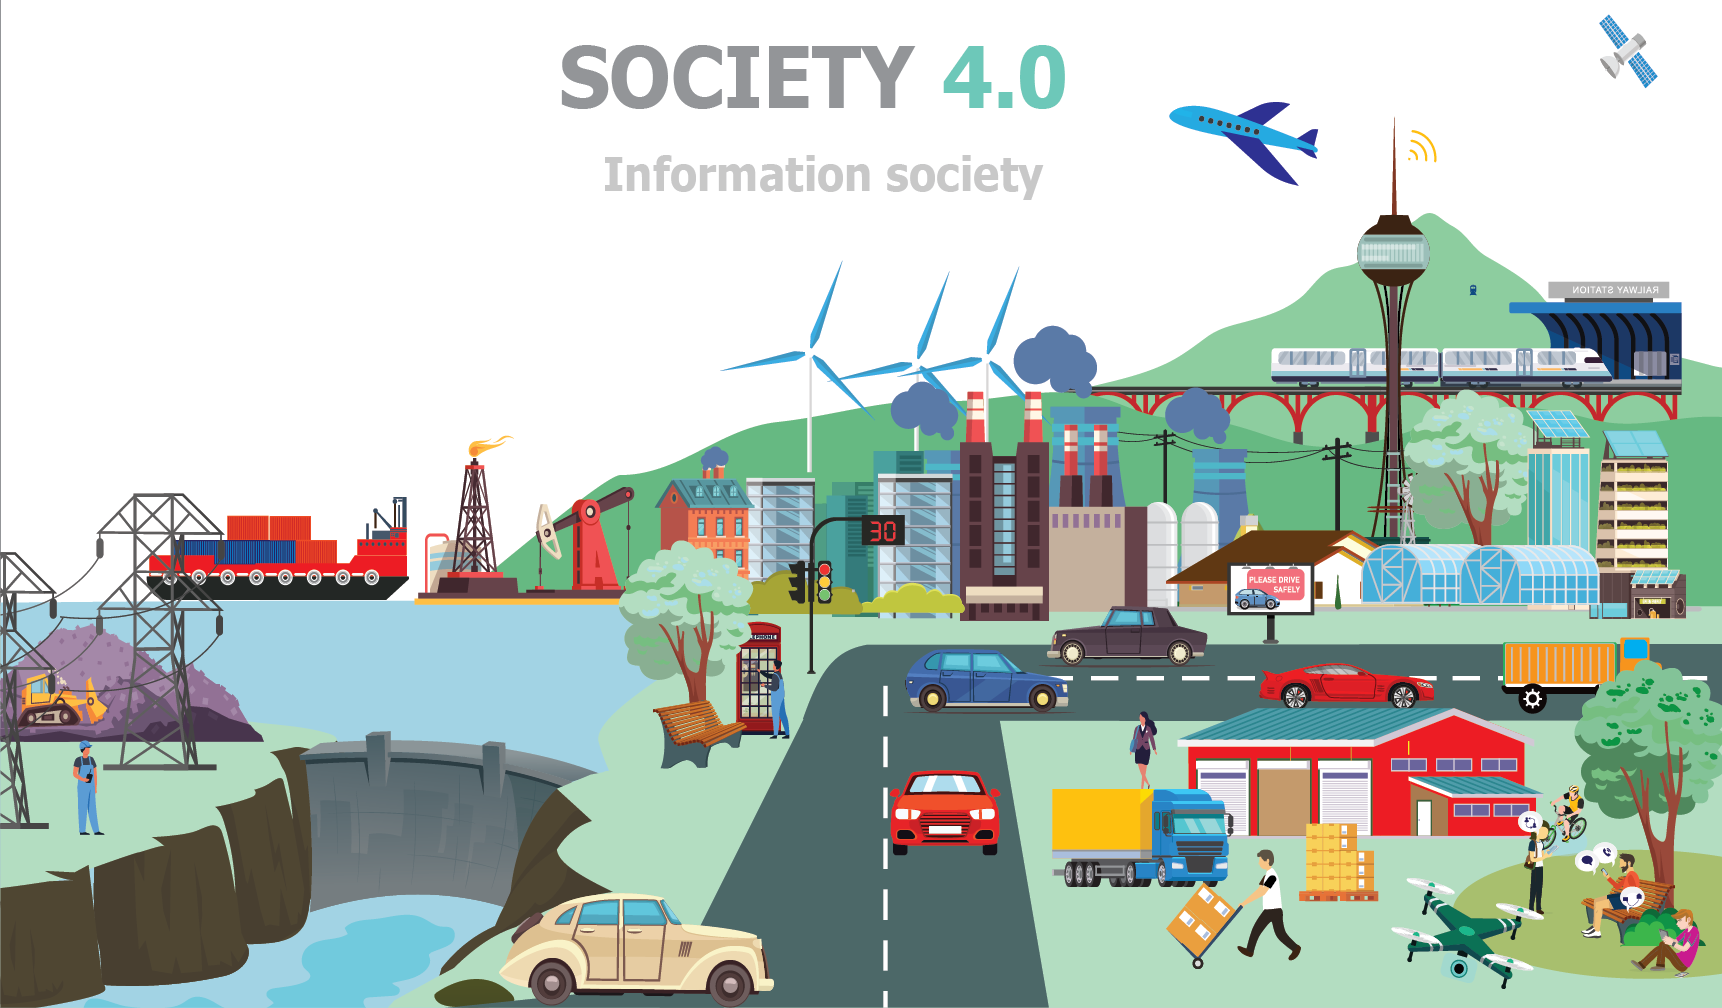 SOCIETY 4.0
Information society
RAILWAY STATION
30
PLEASE DRIVE
SAFELY
TELEPHONE